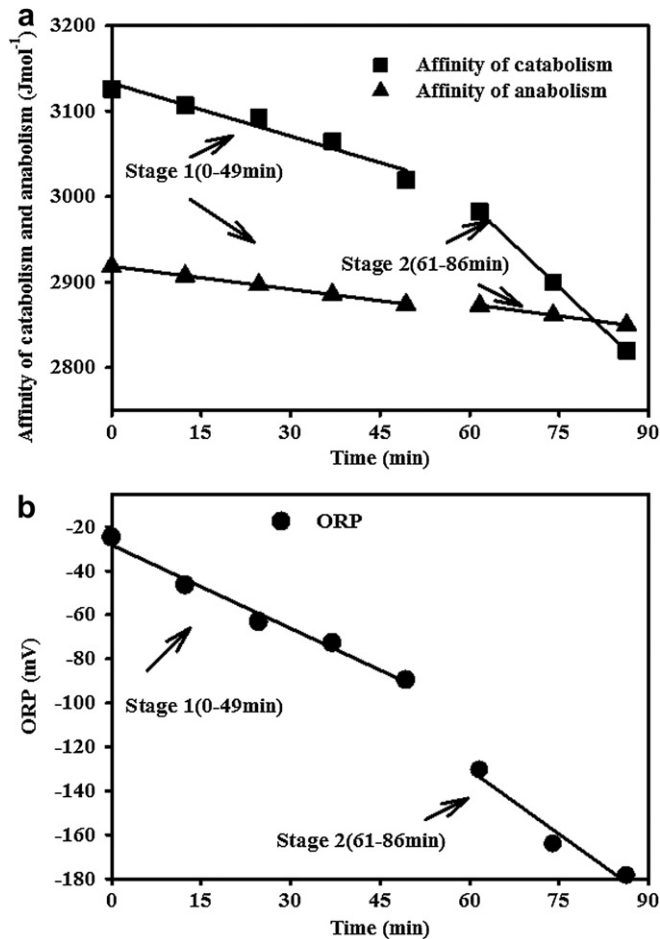 a
3200
3100
3000
2900
2800
Affinity of catabolism and anabolism (Jmol-1)
Affinity of catabolism
Affinity of anabolism
Stage 1(0-49min)
Stage 2(61-86min)
0 15 30 45 60 75 90
Time (min)
b
-20
-40
-60
-80
-100
-120
-140
-160
-180
ORP (mV)
ORP
Stage 1(0-49min)
Stage 2(61-86min)
0 15 30 45 60 75 90
Time (min)